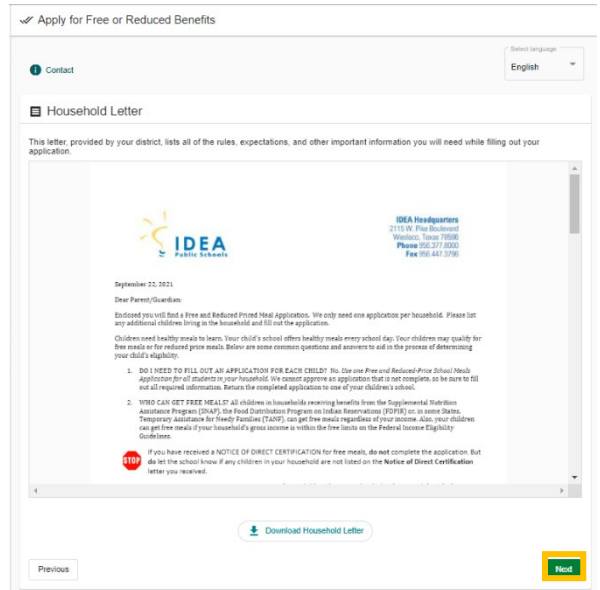 Apply for Free or Reduced Benefits
Select language
Contact
English
Household Letter
This letter, provided by your district, lists all of the rules, expectations, and other important information you will need while filling out your
application.
IDEA
Public Schools
IDEA Headquarters
2115 W. Pike Boulevard
Weslaco, Texas 78596
Phone 956.377.8000
Fax 956.447.3796
September 22, 2021
Dear Parent/Guardian:
Enclosed you will find a Free and Reduced Priced Meal Application. We only need one application per household. Please list
any additional children living in the household and fill out the application.
Children need healthy meals to learn. Your child's school offers healthy meals every school day. Your children may qualify for
free meals or for reduced price meals. Below are some common questions and answers to aid in the process of determining
your child's eligibility.
1. DO I NEED TO FILL OUT AN APPLICATION FOR EACH CHILD? No. Use one Free and Reduced-Price School Meals
Application for all students in your household. We cannot approve an application that is not complete, so be sure to fill
out all required information. Return the completed application to one of your children's school.
2. WHO CAN GET FREE MEALS? All children in households receiving benefits from the Supplemental Nutrition
Assistance Program (SNAP), the Food Distribution Program on Indian Reservations (FDPIR) or, in some States,
Temporary Assistance for Needy Families (TANF), can get free meals regardless of your income. Also, your children
can get free meals if your household's gross income is within the free limits on the Federal Income Eligibility
Guidelines.
STOP
If you have received a NOTICE OF DIRECT CERTIFICATION for free meals, do not complete the application. But
do let the school know if any children in your household are not listed on the Notice of Direct Certification
letter you received.
Download Household Letter
Previous
Next